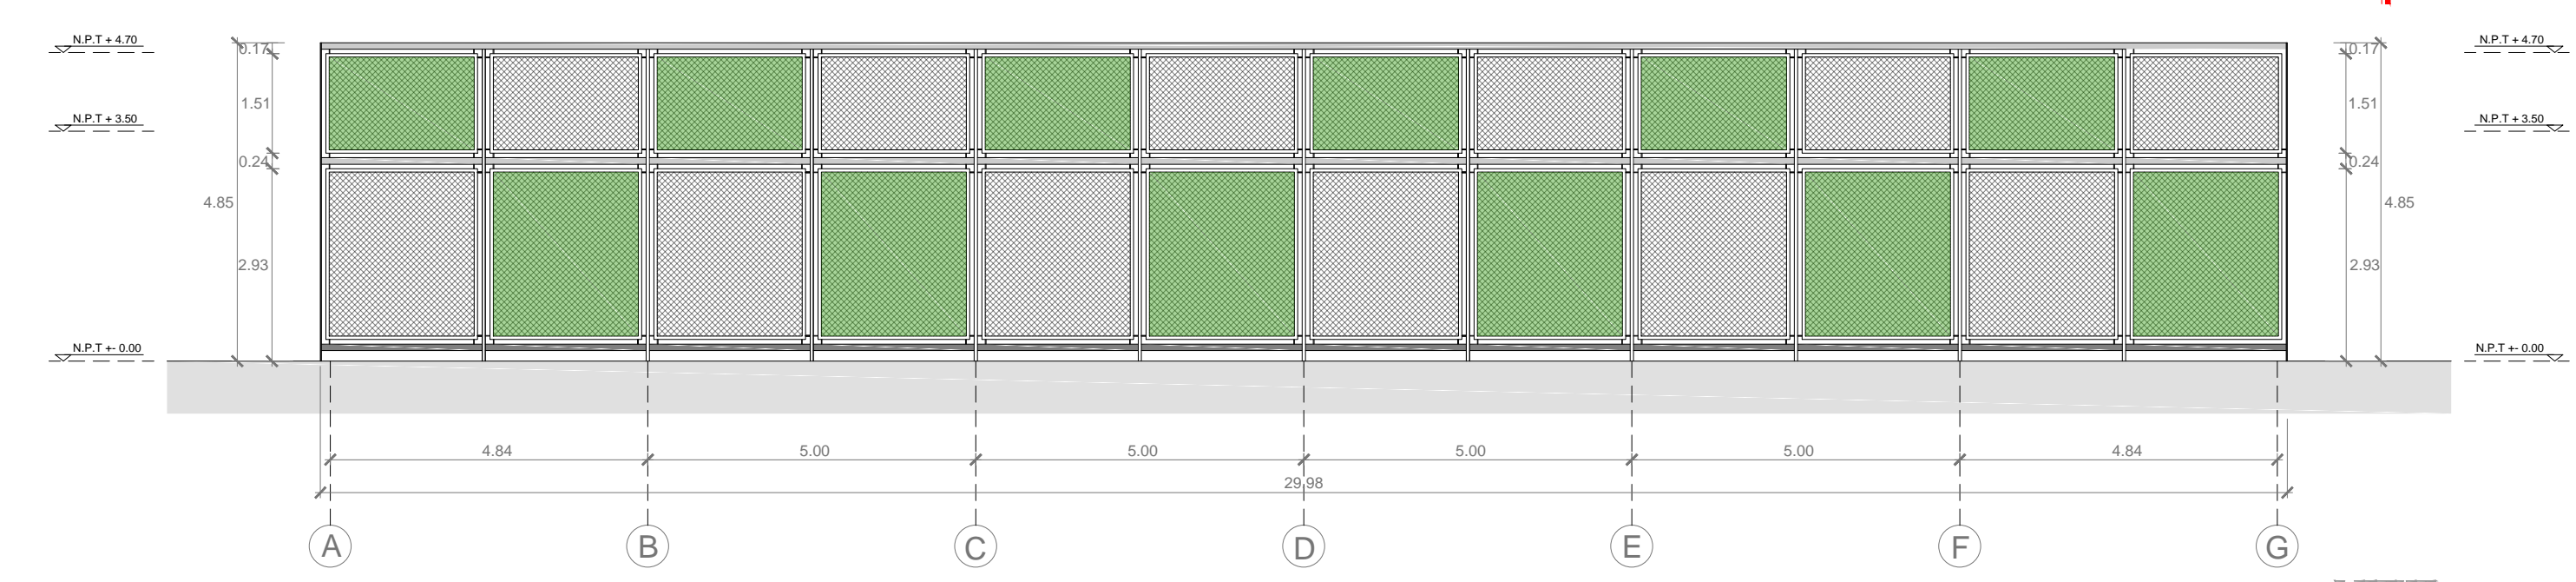 N.P.T + 4.70
0.17
0.17
N.P.T + 4.70
1.51
1.51
N.P.T + 3.50
N.P.T + 3.50
0.24
0.24
4.85
4.85
2.93
2.93
N.P.T +- 0.00
N.P.T +- 0.00
4.84
5.00
5.00
5.00
5.00
4.84
29.98
A
B
C
D
E
F
G